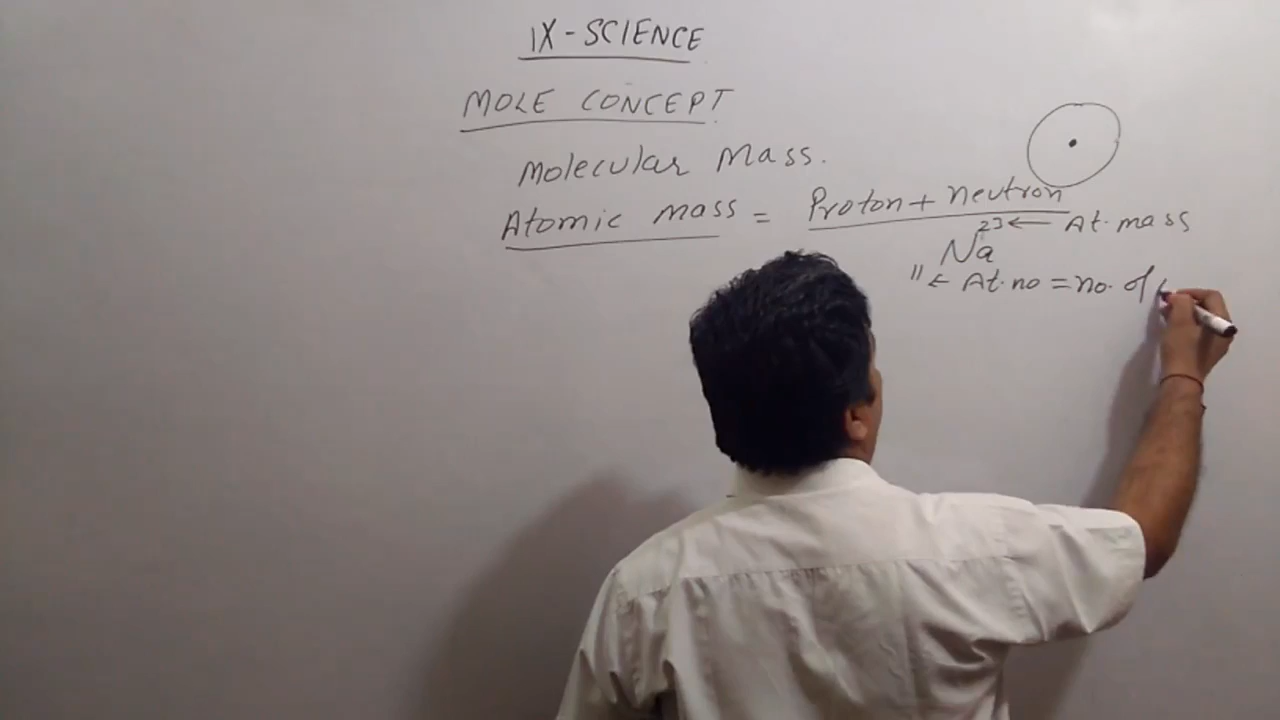 IX - SCIENCE
MOLE CONCEPT
Molecular Mass.
Atomic mass = Proton + neutron
23 ← At. mass
Na
11 ← At. no = no. of